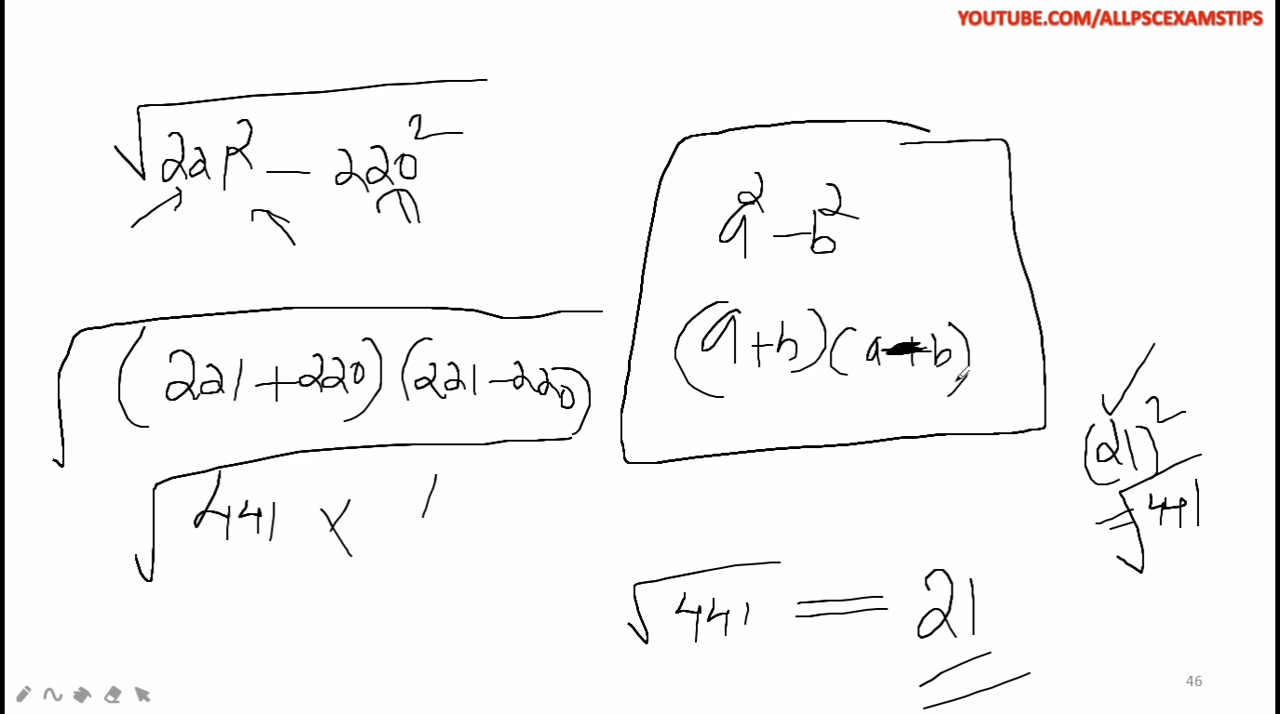 YOUTUBE.COM/ALLPSCEXAMSTIPS
√221² - 220²
a² - b²
(a+b)(a-b)
√(221+220)(221-220)
(21)²
= √441
√441 × 1
√441 = 21
46